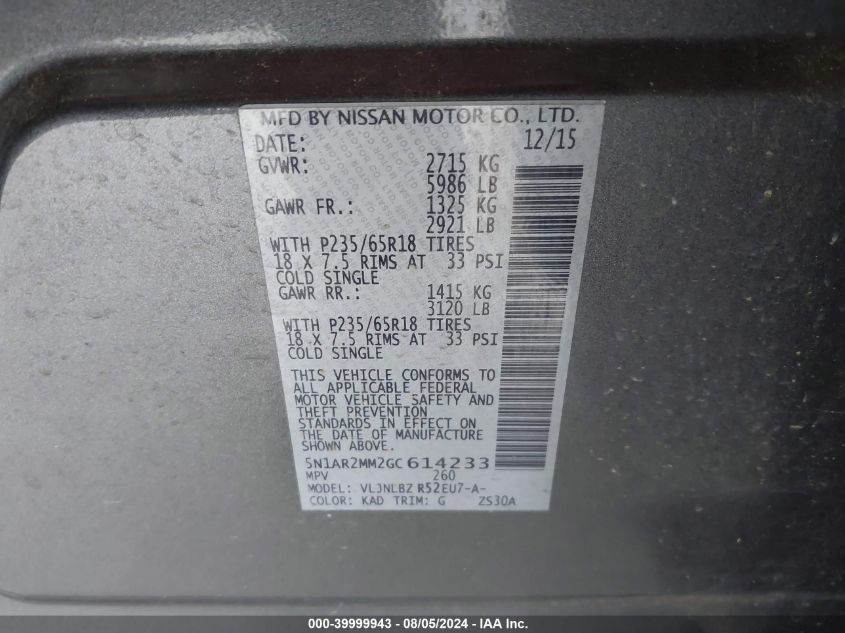 MFD BY NISSAN MOTOR CO., LTD.
DATE: 12/15
GVWR: 2715 KG
5986 LB
GAWR FR.: 1325 KG
2921 LB
WITH P235/65R18 TIRES
18 X 7.5 RIMS AT 33 PSI
COLD SINGLE
GAWR RR.: 1415 KG
3120 LB
WITH P235/65R18 TIRES
18 X 7.5 RIMS AT 33 PSI
COLD SINGLE
THIS VEHICLE CONFORMS TO
ALL APPLICABLE FEDERAL
MOTOR VEHICLE SAFETY AND
THEFT PREVENTION
STANDARDS IN EFFECT ON
THE DATE OF MANUFACTURE
SHOWN ABOVE.
5N1AR2MM2GC614233
MPV 260
MODEL: VLJNLBZ R52EU7-A-
COLOR: KAD TRIM: G ZS30A
000-39999943 - 08/05/2024 - IAA Inc.